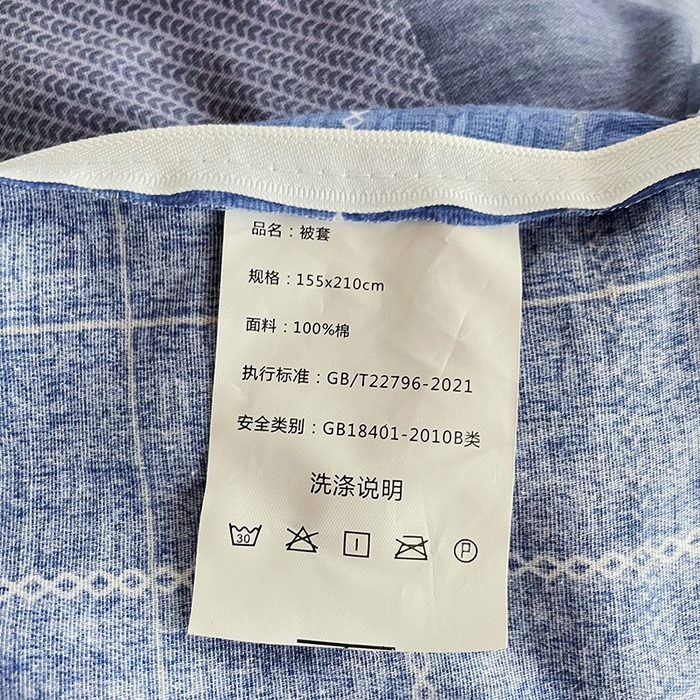 品名：被套
规格：155x210cm
面料：100%棉
执行标准：GB/T22796-2021
安全类别：GB18401-2010B类
洗涤说明
30
P